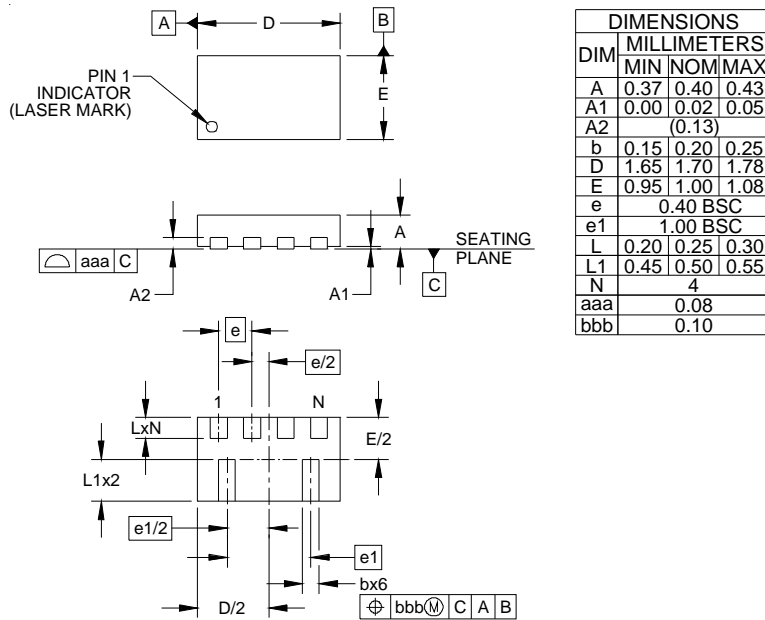 A
D
B
PIN 1
INDICATOR
(LASER MARK)
E
A
SEATING
PLANE
aaa C
C
A2
A1
e
e/2
1
N
LxN
E/2
L1x2
e1/2
e1
bx6
D/2
bbbⓂ C A B
DIMENSIONS
DIM MILLIMETERS
MIN NOM MAX
A 0.37 0.40 0.43
A1 0.00 0.02 0.05
A2 (0.13)
b 0.15 0.20 0.25
D 1.65 1.70 1.78
E 0.95 1.00 1.08
e 0.40 BSC
e1 1.00 BSC
L 0.20 0.25 0.30
L1 0.45 0.50 0.55
N 4
aaa 0.08
bbb 0.10